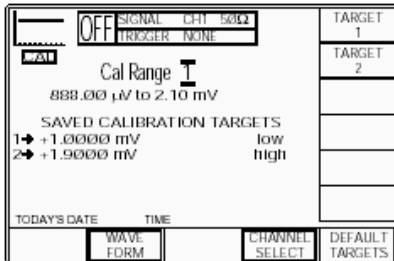 OFF
SIGNAL CH1 50Ω
TRIGGER NONE
TARGET
1
CAL
TARGET
2
Cal Range 1
888.00 µV to 2.10 mV
SAVED CALIBRATION TARGETS
1➔ +1.0000 mV low
2➔ +1.9000 mV high
TODAY'S DATE TIME
WAVE
FORM
CHANNEL
SELECT
DEFAULT
TARGETS